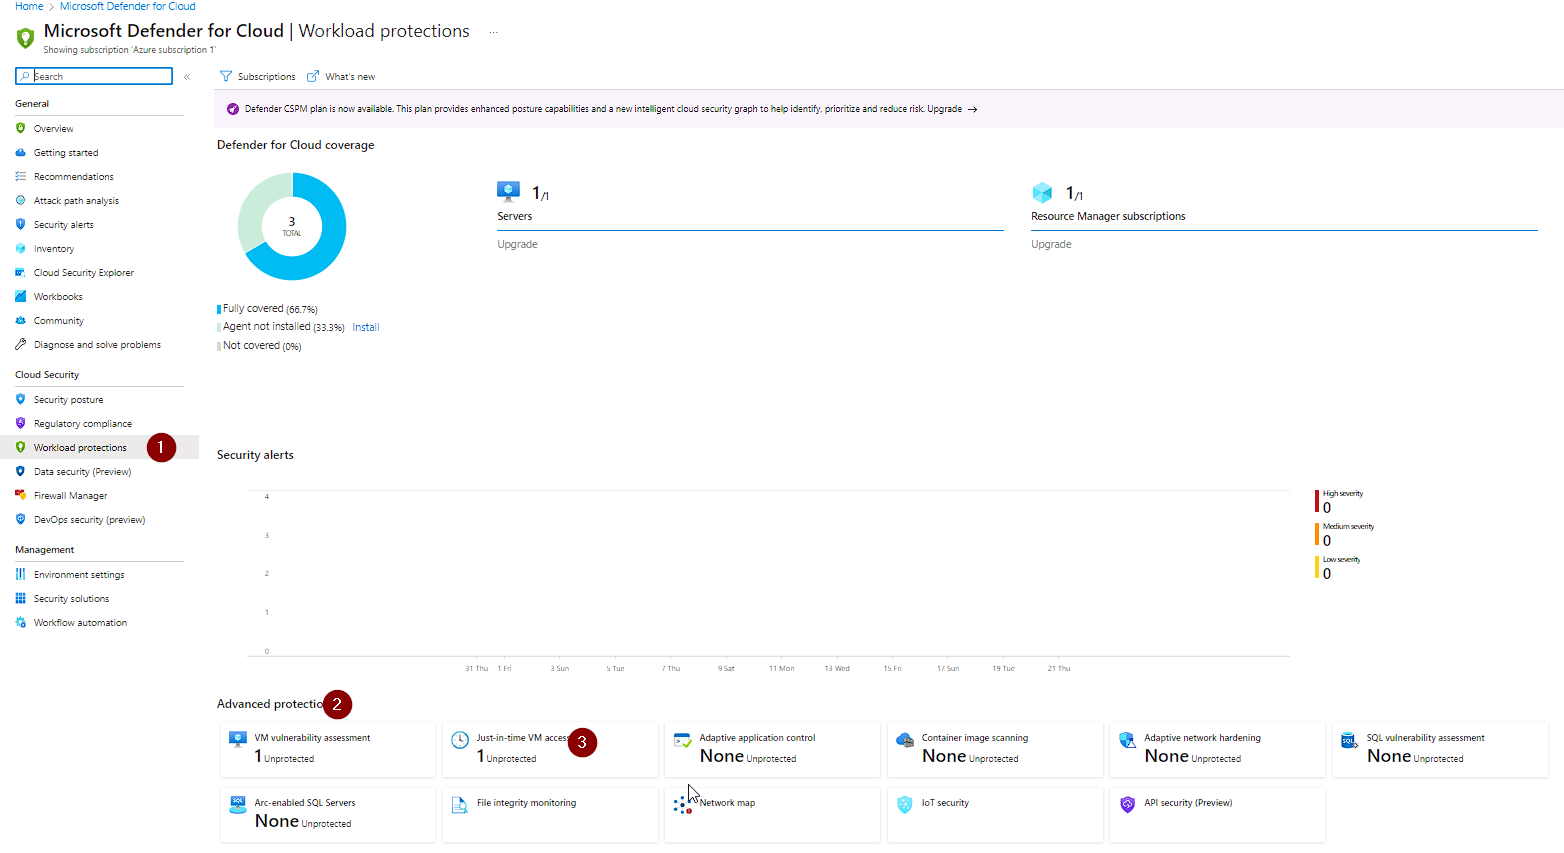 Home > Microsoft Defender for Cloud
Microsoft Defender for Cloud | Workload protections ...
Showing subscription 'Azure subscription 1'
Search «
Subscriptions What's new
Defender CSPM plan is now available. This plan provides enhanced posture capabilities and a new intelligent cloud security graph to help identify, prioritize and reduce risk. Upgrade →
General
Overview
Getting started
Recommendations
Attack path analysis
Security alerts
Inventory
Cloud Security Explorer
Workbooks
Community
Diagnose and solve problems
Cloud Security
Security posture
Regulatory compliance
Workload protections 1
Data security (Preview)
Firewall Manager
DevOps security (preview)
Management
Environment settings
Security solutions
Workflow automation
Defender for Cloud coverage
3
TOTAL
Fully covered (66.7%)
Agent not installed (33.3%) Install
Not covered (0%)
1/1
Servers
Upgrade
1/1
Resource Manager subscriptions
Upgrade
Security alerts
4
3
2
1
0
31 Thu 1 Fri 3 Sun 5 Tue 7 Thu 9 Sat 11 Mon 13 Wed 15 Fri 17 Sun 19 Tue 21 Thu
High severity
0
Medium severity
0
Low severity
0
Advanced protectio 2
VM vulnerability assessment
1 Unprotected
Just-in-time VM access 3
1 Unprotected
Adaptive application control
None Unprotected
Container image scanning
None Unprotected
Adaptive network hardening
None Unprotected
SQL
SQL vulnerability assessment
None Unprotected
SQL
Arc-enabled SQL Servers
None Unprotected
File integrity monitoring
Network map
IoT security
API security (Preview)